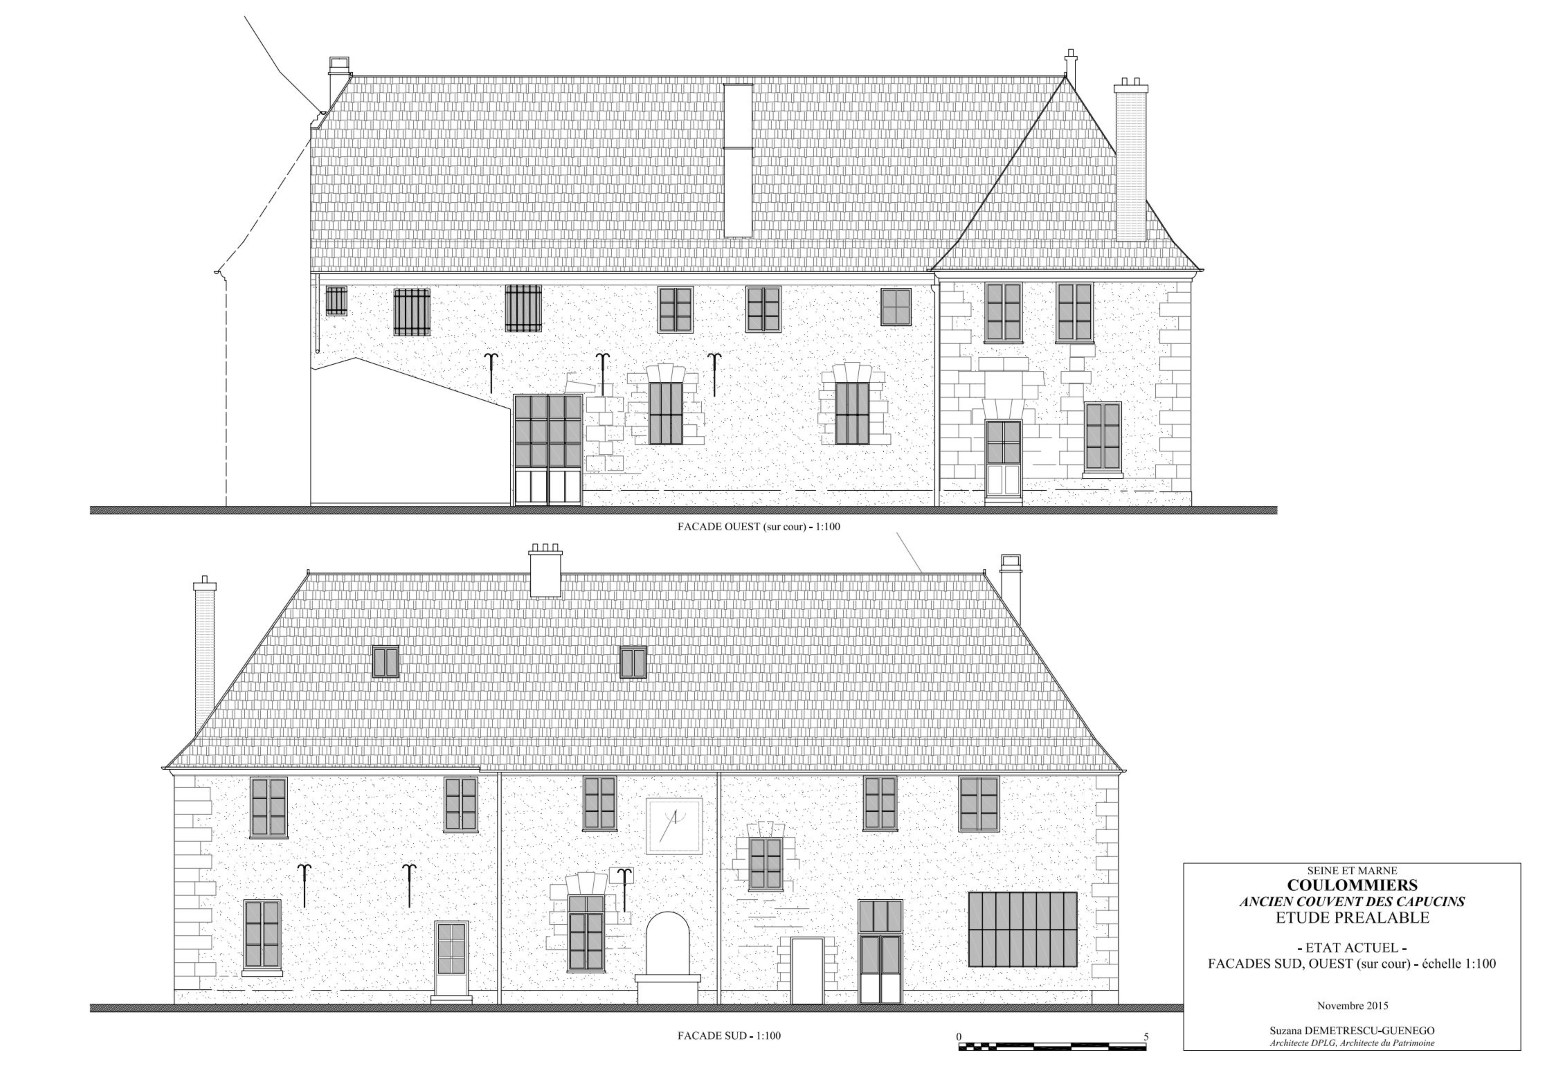 FACADE OUEST (sur cour) - 1:100
FACADE SUD - 1:100
0 5
SEINE ET MARNE
COULOMMIERS
ANCIEN COUVENT DES CAPUCINS
ETUDE PREALABLE
- ETAT ACTUEL -
FACADES SUD, OUEST (sur cour) - échelle 1:100
Novembre 2015
Suzana DEMETRESCU-GUENEGO
Architecte DPLG, Architecte du Patrimoine